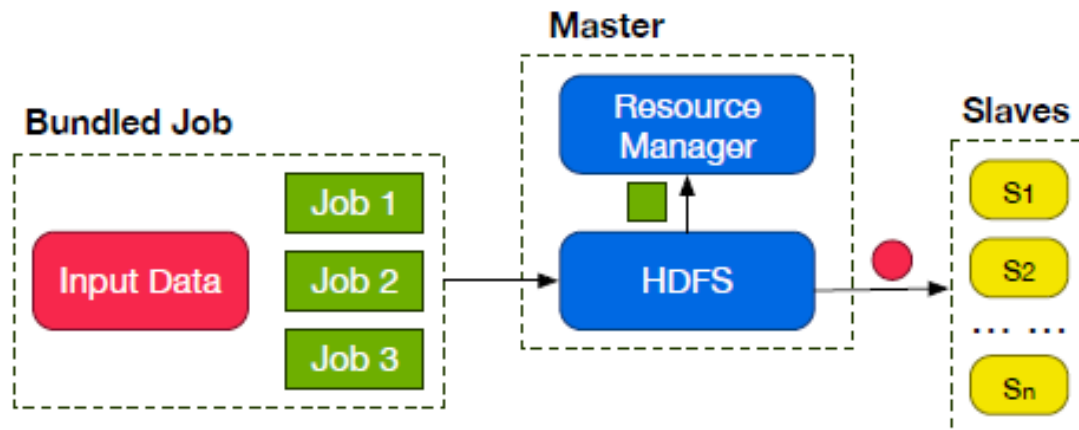 Master
Bundled Job
Resource
Manager
Slaves
Job 1
S1
Input Data
Job 2
HDFS
S2
... ...
Job 3
Sn